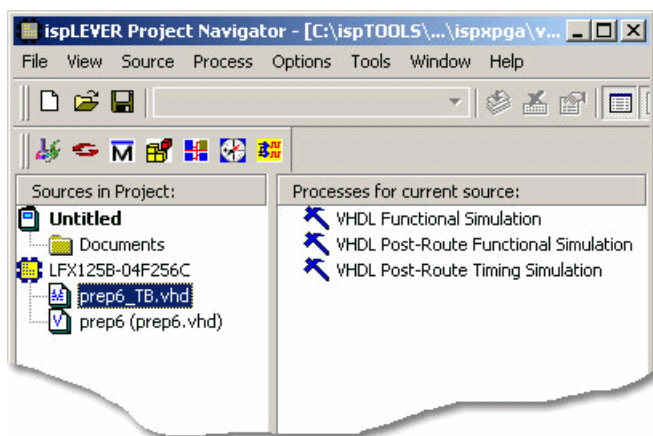 ispLEVER Project Navigator - [C:\ispTOOLS\...\ispxpga\v...
File View Source Process Options Tools Window Help
Sources in Project:
Processes for current source:
Untitled
Documents
LFX125B-04F256C
prep6_TB.vhd
prep6 (prep6.vhd)
VHDL Functional Simulation
VHDL Post-Route Functional Simulation
VHDL Post-Route Timing Simulation